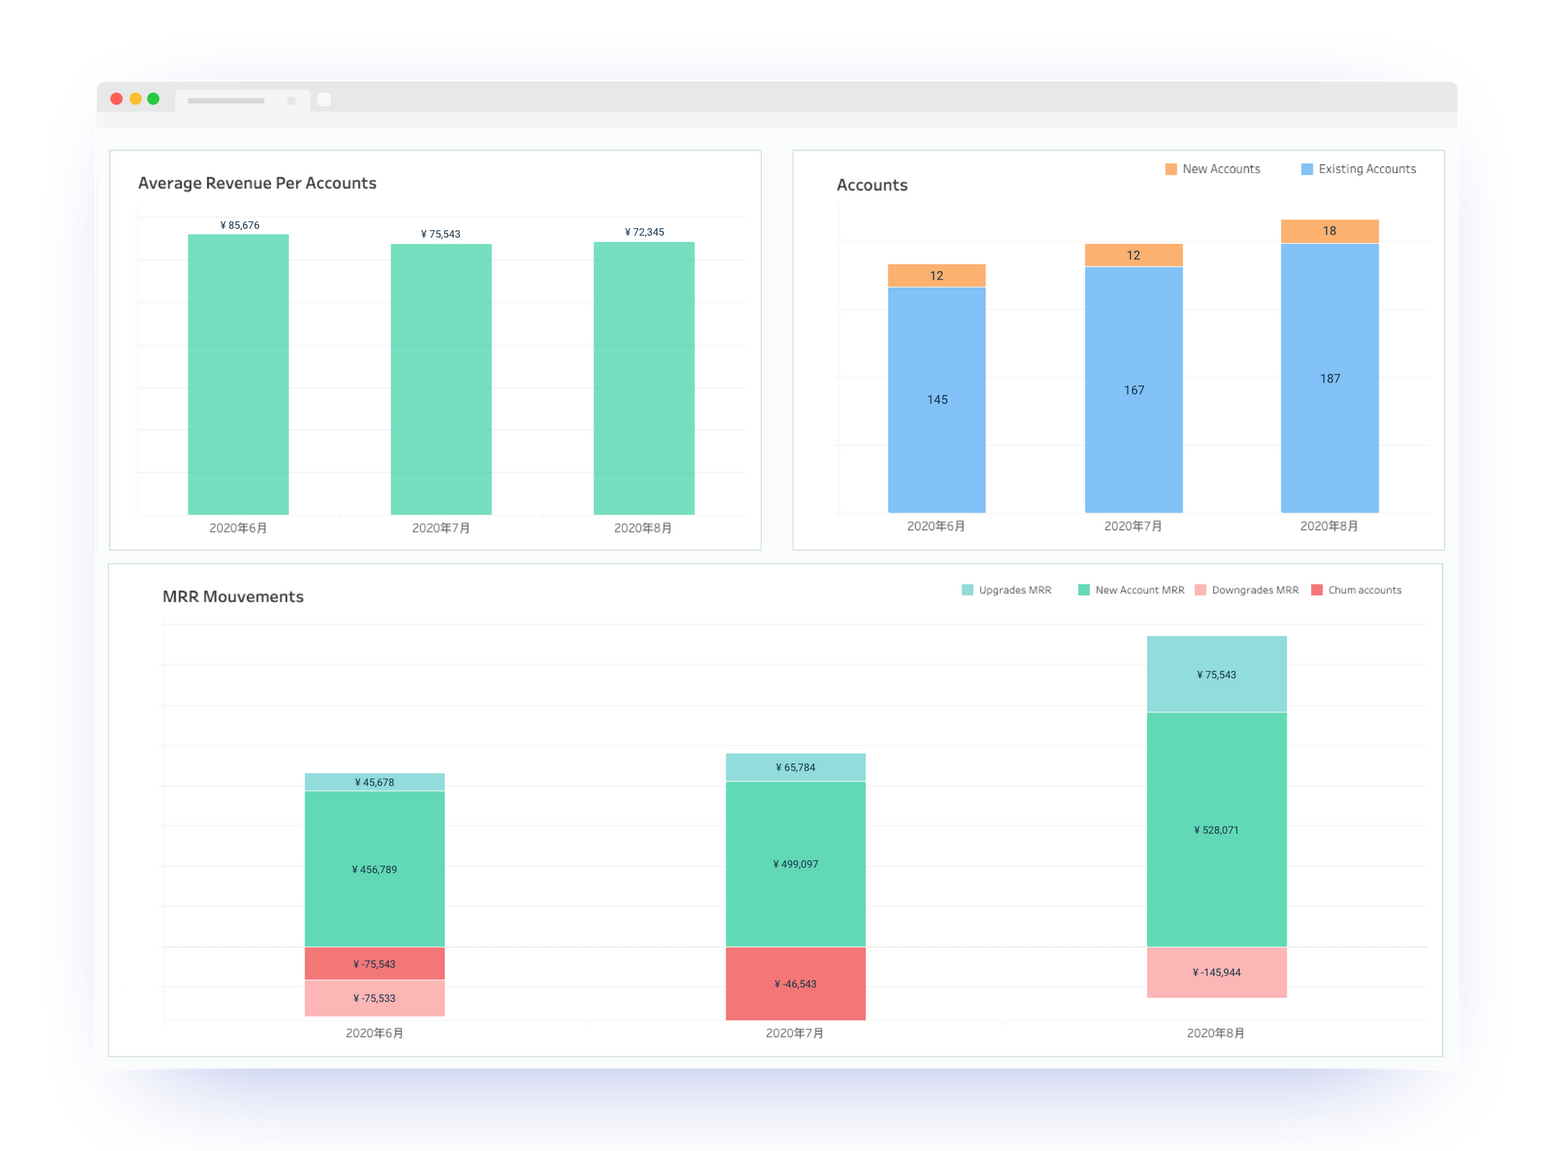 Average Revenue Per Accounts
¥ 85,676
¥ 75,543
¥ 72,345
2020年6月
2020年7月
2020年8月
New Accounts
Existing Accounts
Accounts
12
12
18
145
167
187
2020年6月
2020年7月
2020年8月
MRR Mouvements
Upgrades MRR
New Account MRR
Downgrades MRR
Chum accounts
¥ 45,678
¥ 456,789
¥ -75,543
¥ -75,533
¥ 65,784
¥ 499,097
¥ -46,543
¥ 75,543
¥ 528,071
¥ -145,944
2020年6月
2020年7月
2020年8月